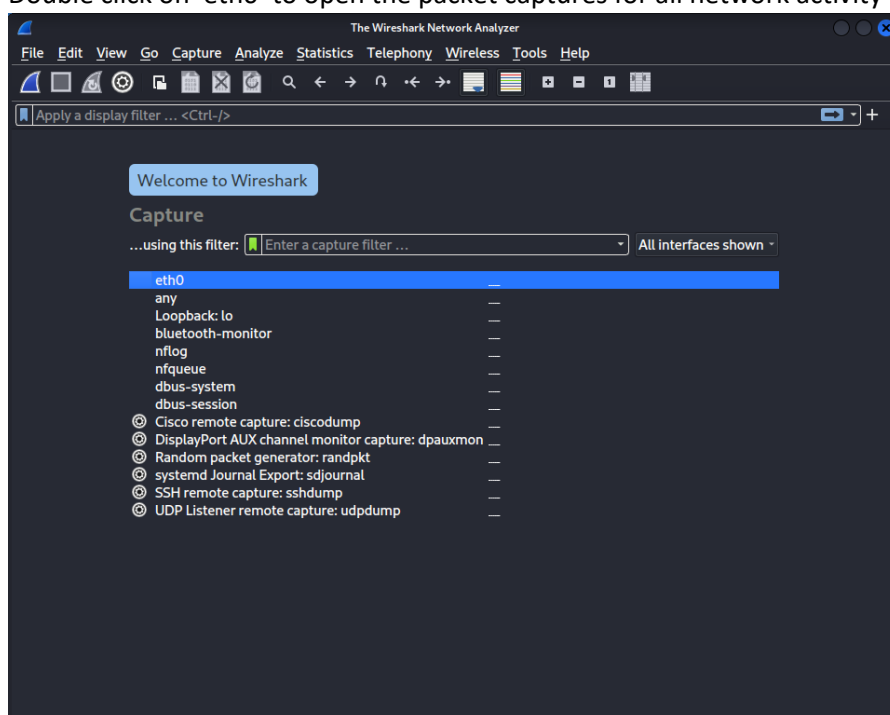 Double click on 'eth0' to open the packet captures for all network activity
The Wireshark Network Analyzer
File Edit View Go Capture Analyze Statistics Telephony Wireless Tools Help
Apply a display filter ... <Ctrl-/>
Welcome to Wireshark
Capture
...using this filter: Enter a capture filter ... All interfaces shown
eth0
any
Loopback: lo
bluetooth-monitor
nflog
nfqueue
dbus-system
dbus-session
Cisco remote capture: ciscodump
DisplayPort AUX channel monitor capture: dpauxmon
Random packet generator: randpkt
systemd Journal Export: sdjournal
SSH remote capture: sshdump
UDP Listener remote capture: udpdump